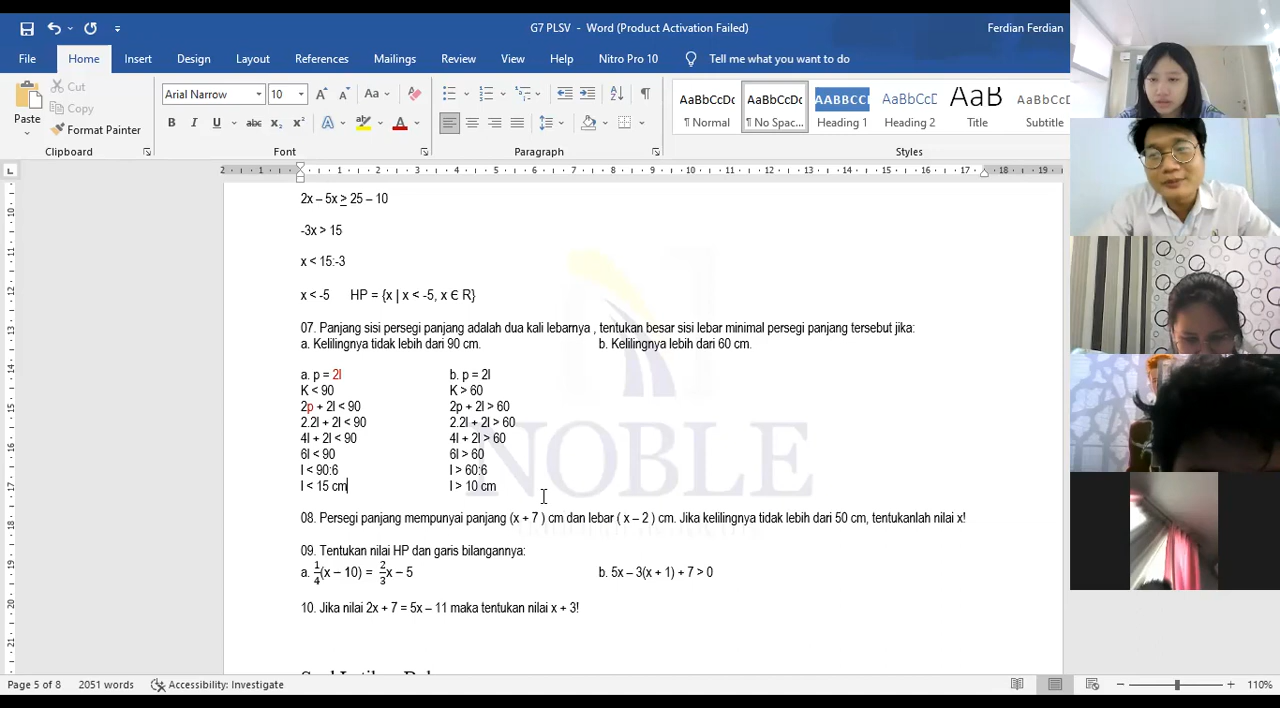 G7 PLSV - Word (Product Activation Failed)
Ferdian Ferdian
File Home Insert Design Layout References Mailings Review View Help Nitro Pro 10 Tell me what you want to do
Paste
Cut
Copy
Format Painter
Clipboard
Arial Narrow 10
Font
Paragraph
AaBbCcDc AaBbCcDc AABBCCI AaBbCcDc AaB AaBbCcDc
¶ Normal ¶ No Spac... Heading 1 Heading 2 Title Subtitle
Styles
2x – 5x > 25 – 10
-3x > 15
x < 15:-3
x < -5 HP = {x | x < -5, x Є R}
07. Panjang sisi persegi panjang adalah dua kali lebarnya , tentukan besar sisi lebar minimal persegi panjang tersebut jika:
a. Kelilingnya tidak lebih dari 90 cm. b. Kelilingnya lebih dari 60 cm.
a. p = 2l b. p = 2l
K < 90 K > 60
2p + 2l < 90 2p + 2l > 60
2.2l + 2l < 90 2.2l + 2l > 60
4l + 2l < 90 4l + 2l > 60
6l < 90 6l > 60
l < 90:6 l > 60:6
l < 15 cm l > 10 cm
NOBLE
08. Persegi panjang mempunyai panjang (x + 7 ) cm dan lebar ( x – 2 ) cm. Jika kelilingnya tidak lebih dari 50 cm, tentukanlah nilai x!
09. Tentukan nilai HP dan garis bilangannya:
a. 1/4(x – 10) = 2/3x – 5 b. 5x – 3(x + 1) + 7 > 0
10. Jika nilai 2x + 7 = 5x – 11 maka tentukan nilai x + 3!
Page 5 of 8 2051 words Accessibility: Investigate 110%